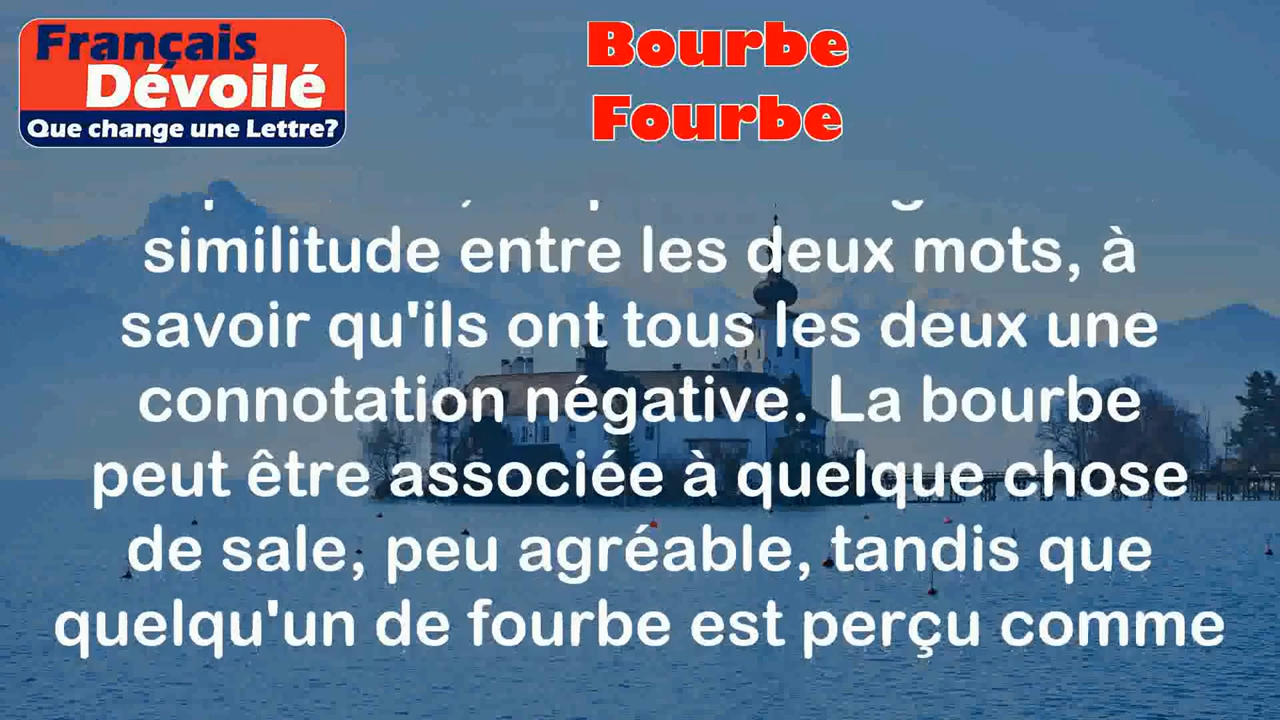 Français
Dévoilé
Que change une Lettre?
Bourbe
Fourbe
similitude entre les deux mots, à
savoir qu'ils ont tous les deux une
connotation négative. La bourbe
peut être associée à quelque chose
de sale, peu agréable, tandis que
quelqu'un de fourbe est perçu comme